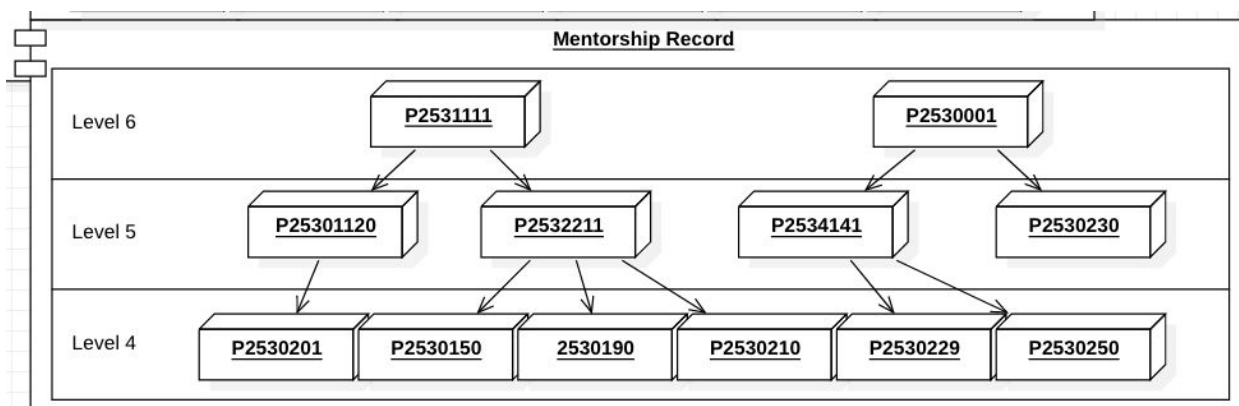 Mentorship Record
Level 6
P2531111
P2530001
Level 5
P25301120
P2532211
P2534141
P2530230
Level 4
P2530201
P2530150
2530190
P2530210
P2530229
P2530250